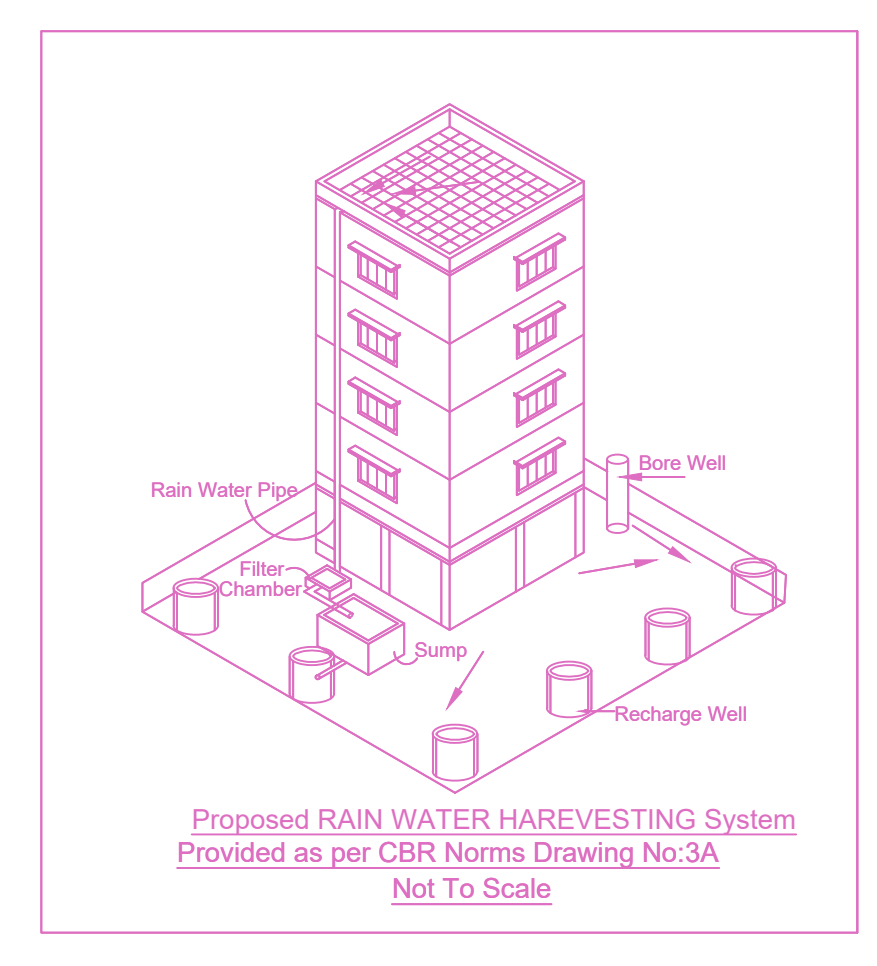 Bore Well
Rain Water Pipe
Filter
Chamber
Sump
Recharge Well
Proposed RAIN WATER HAREVESTING System
Provided as per CBR Norms Drawing No:3A
Not To Scale